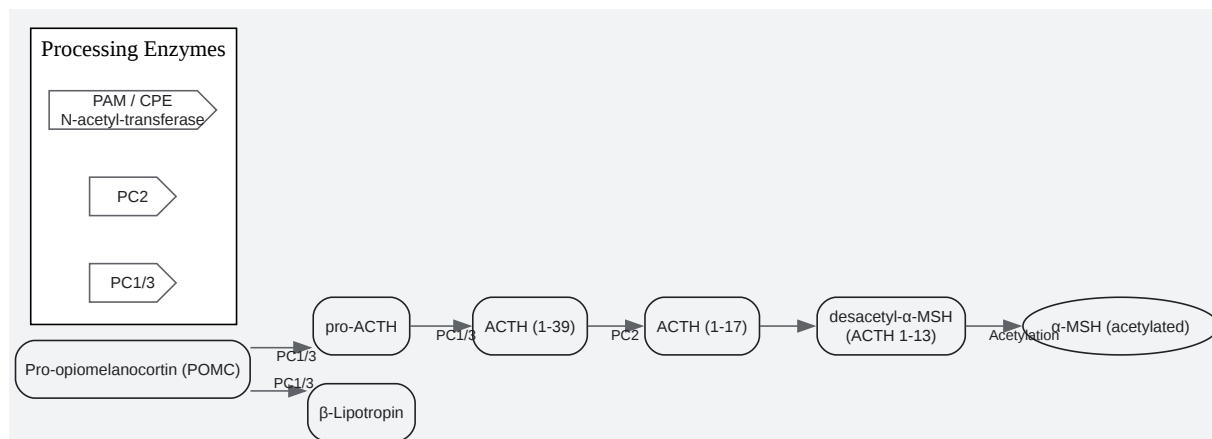 Processing Enzymes
PAM / CPE
N-acetyl-transferase
PC2
PC1/3
Pro-opiomelanocortin (POMC)
PC1/3
PC1/3
pro-ACTH
β-Lipotropin
PC1/3
ACTH (1-39)
PC2
ACTH (1-17)
desacetyl-α-MSH
(ACTH 1-13)
Acetylation
α-MSH (acetylated)